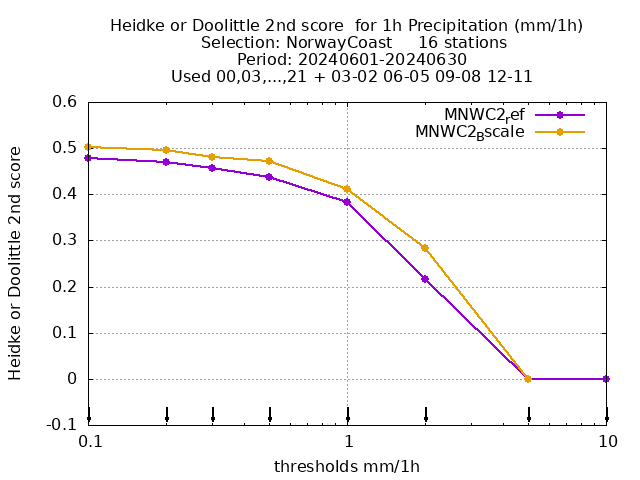 Heidke or Doolittle 2nd score  for 1h Precipitation (mm/1h)
Selection: NorwayCoast     16 stations
Period: 20240601-20240630
Used 00,03,...,21 + 03-02 06-05 09-08 12-11
MNWC2_ref
MNWC2_Bscale
Heidke or Doolittle 2nd score
0.6
0.5
0.4
0.3
0.2
0.1
0
-0.1
0.1 1 10
thresholds mm/1h